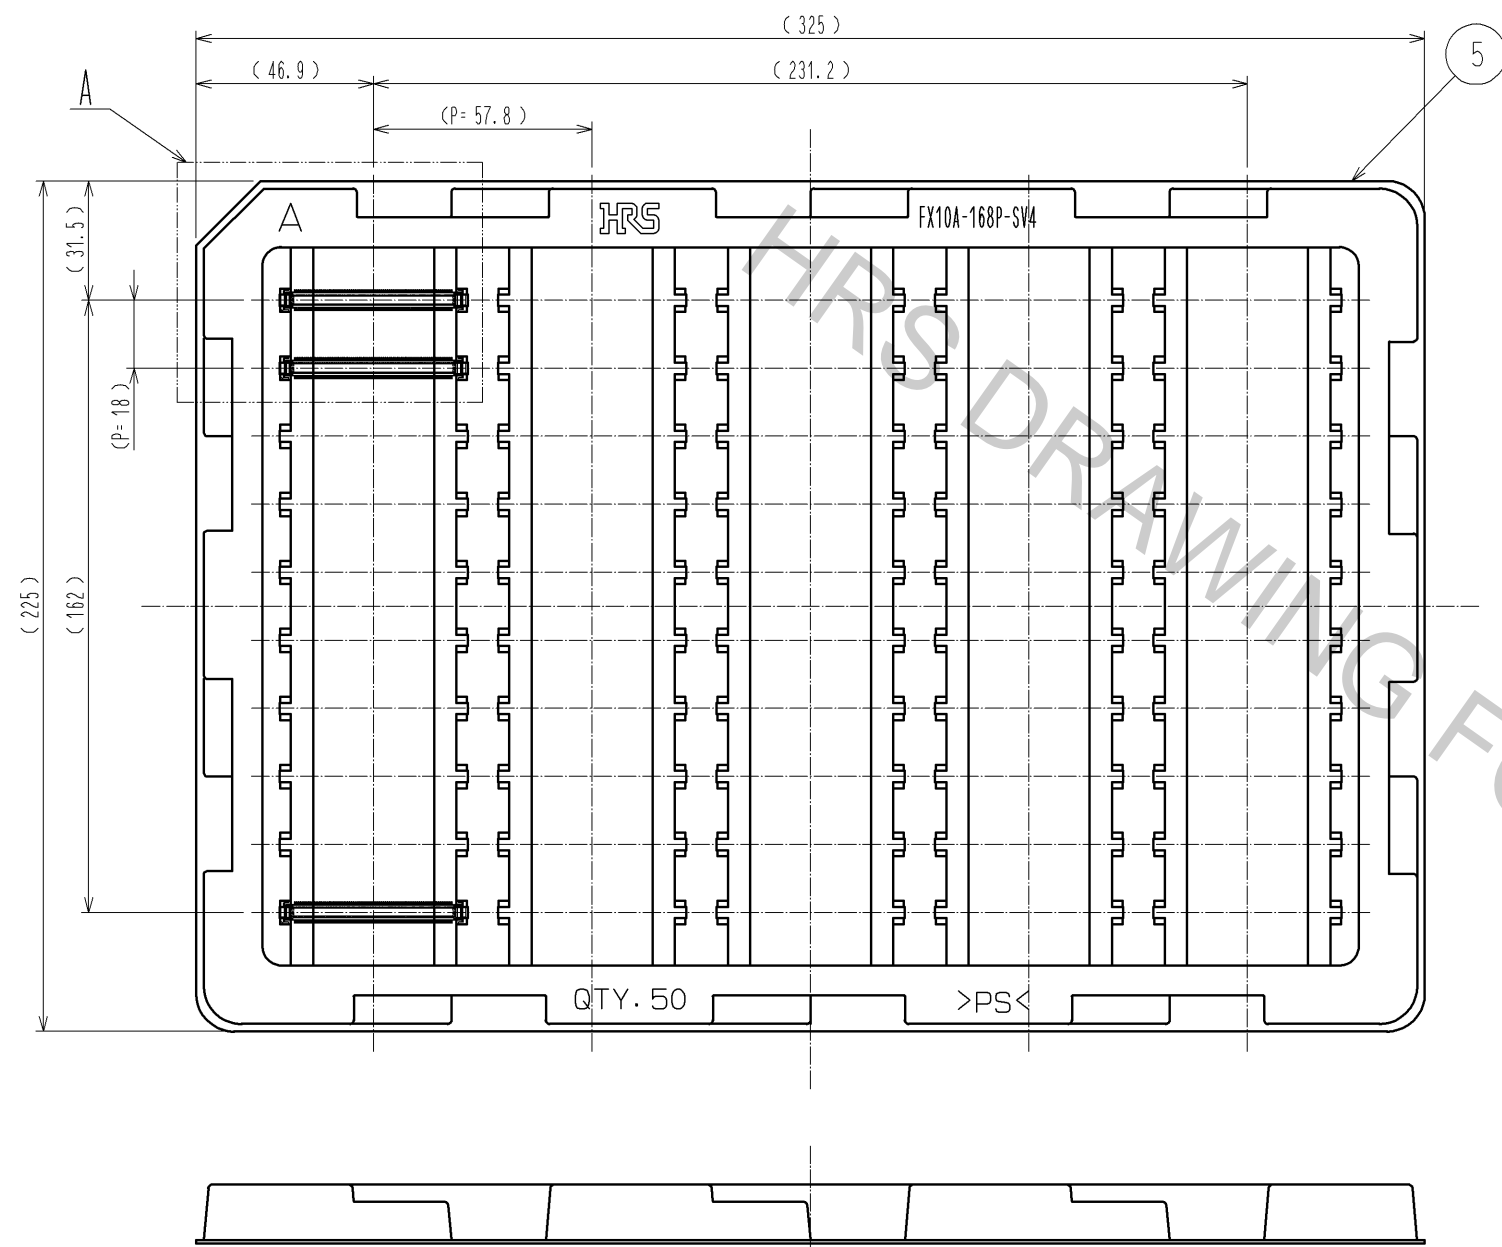 ( 325 )
5
( 46. 9 )
( 231. 2 )
A
(P= 57. 8 )
( 31. 5 )
A
HRS
FX10A-168P-SV4
(P= 18 )
( 225 )
( 162 )
HRS DRAWING
QTY. 50
>PS<